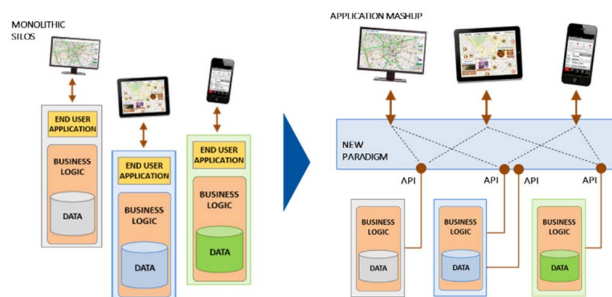 MONOLITHIC
SILOS
END USER
APPLICATION
BUSINESS
LOGIC
DATA
END USER
APPLICATION
BUSINESS
LOGIC
DATA
END USER
APPLICATION
BUSINESS
LOGIC
DATA
APPLICATION MASHUP
NEW
PARADIGM
API
API
API
API
BUSINESS
LOGIC
DATA
BUSINESS
LOGIC
DATA
BUSINESS
LOGIC
DATA